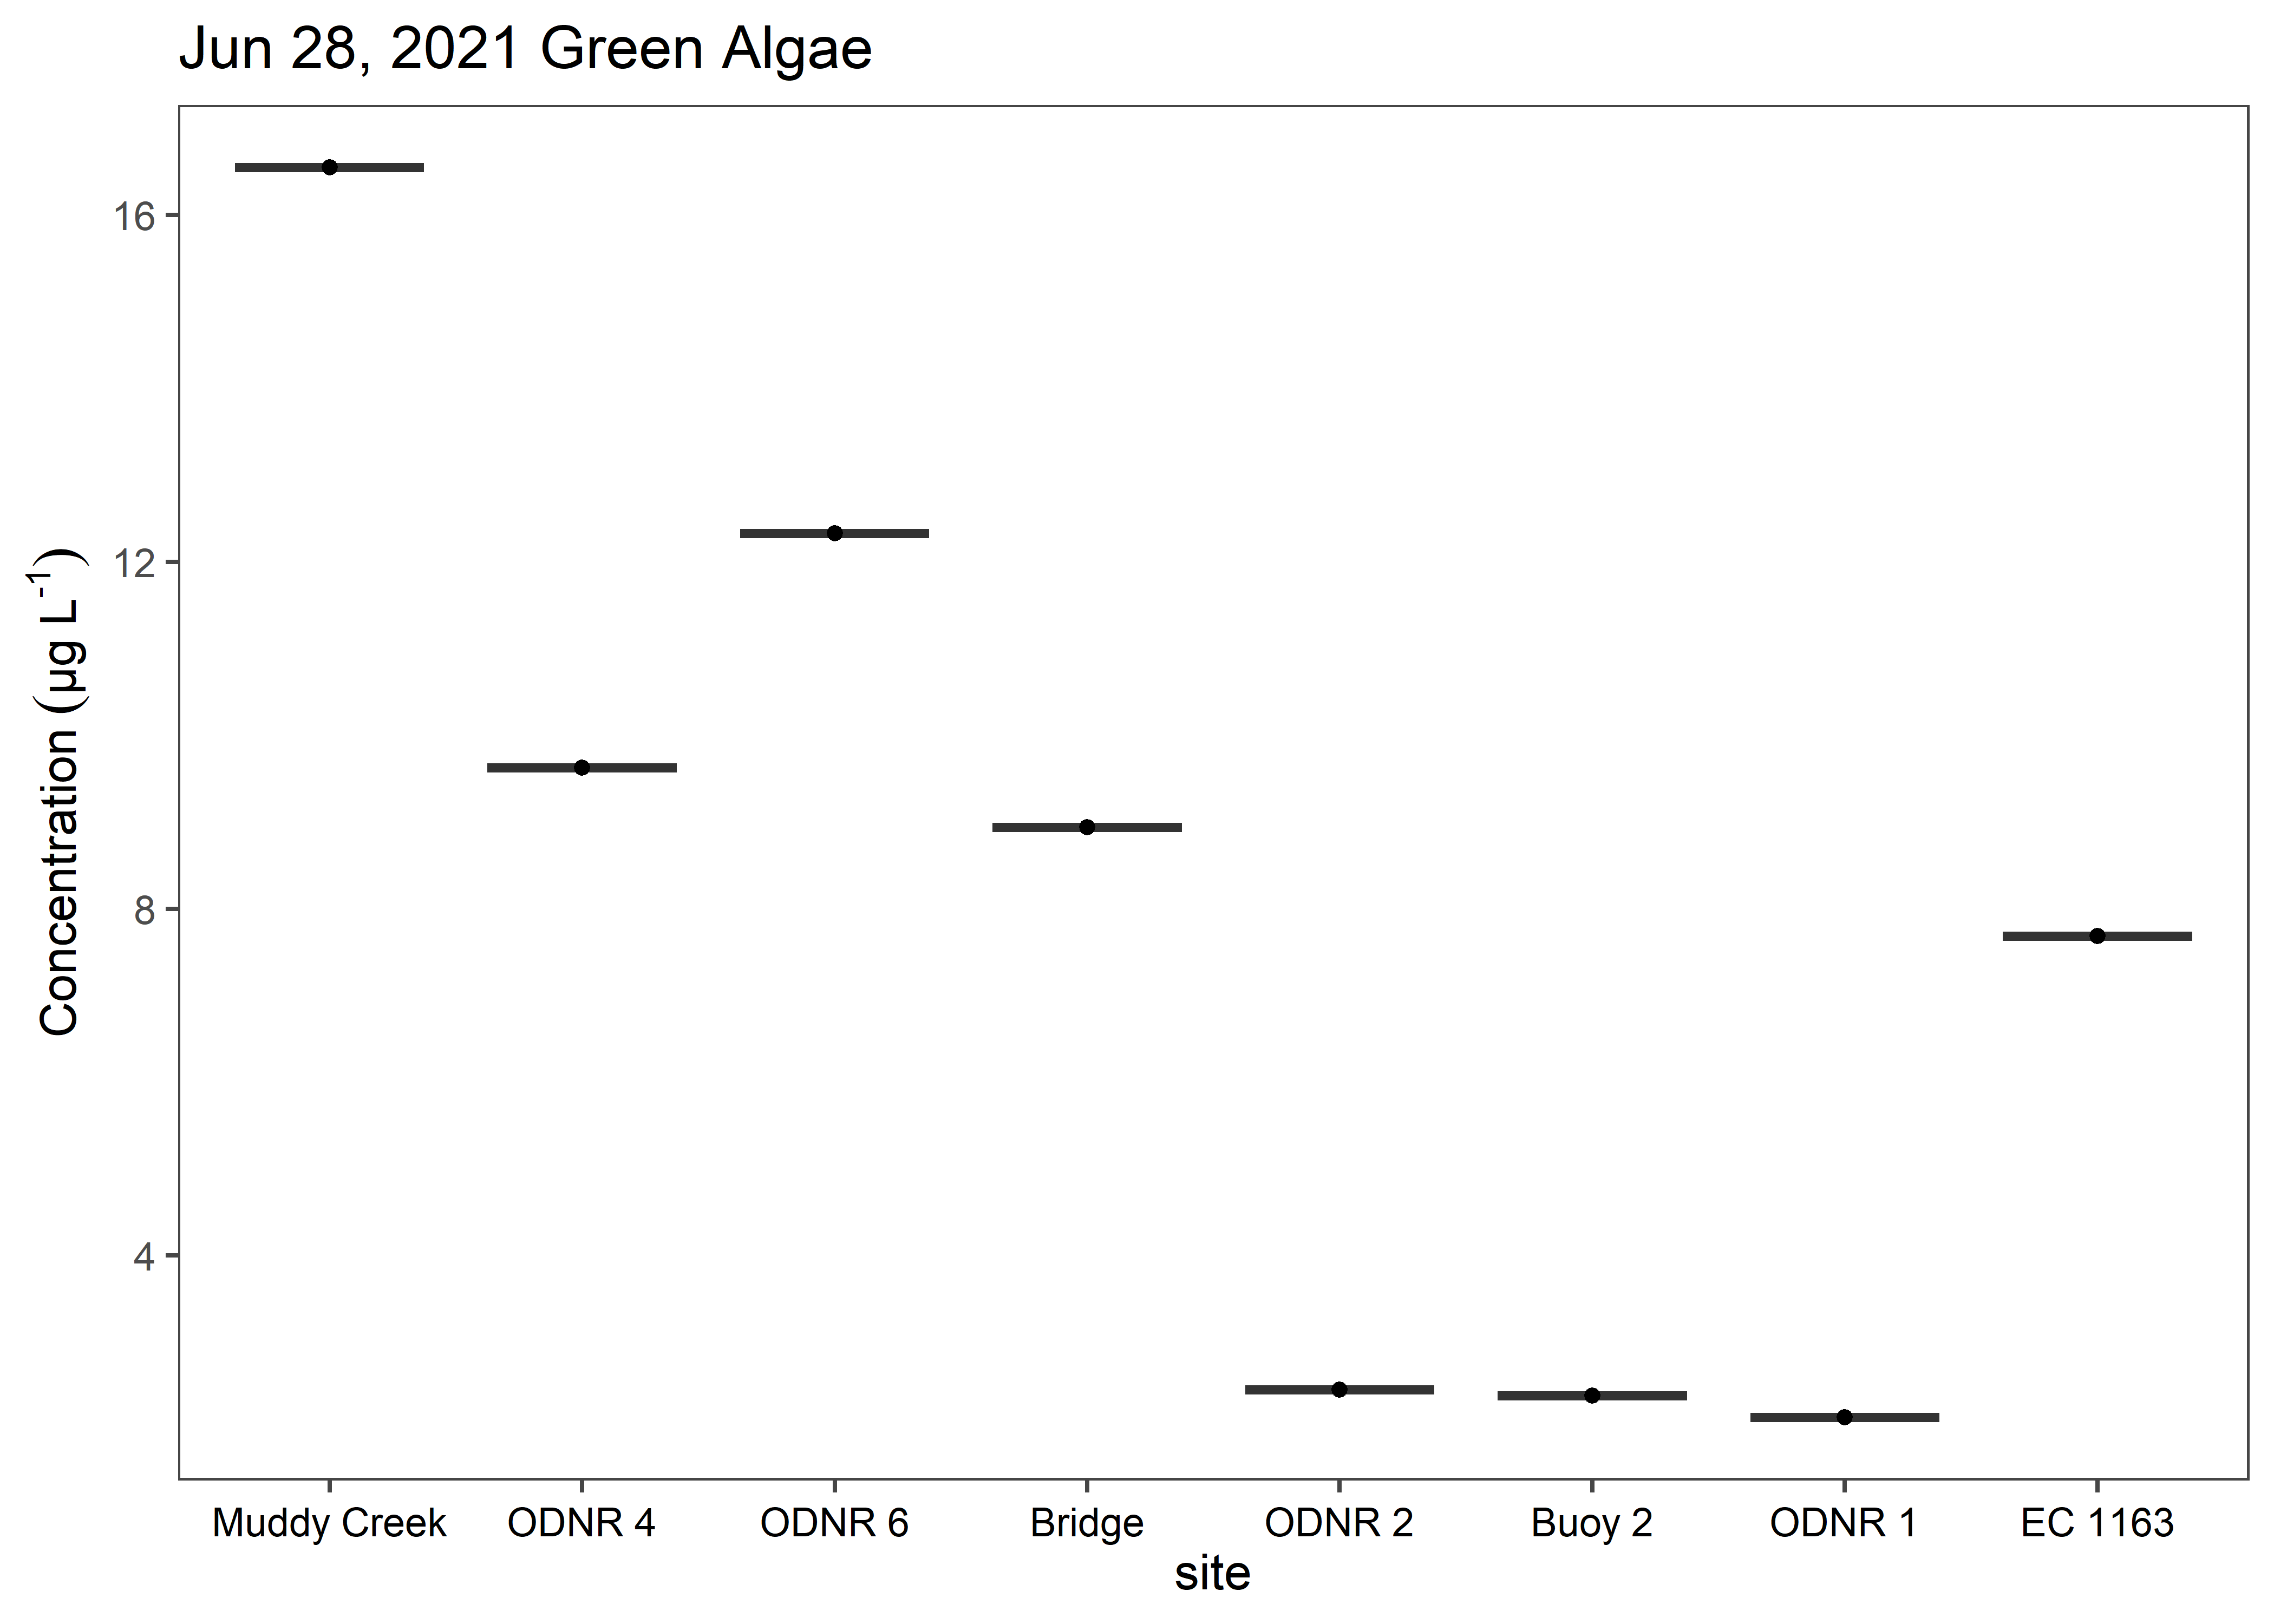 Jun 28, 2021 Green Algae
Concentration (µg L⁻¹)
16
12
8
4
Muddy Creek ODNR 4 ODNR 6 Bridge ODNR 2 Buoy 2 ODNR 1 EC 1163
site